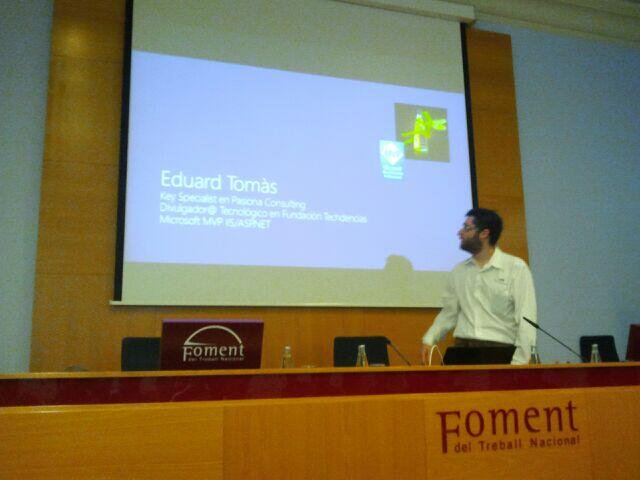 Eduard Tomàs
Key Specialist en Pasiona Consulting
Divulgador@ Tecnológico en Fundación Techdencias
Microsoft MVP IIS/ASP.NET
Foment
del Treball Nacional
Foment
del Treball Nacional